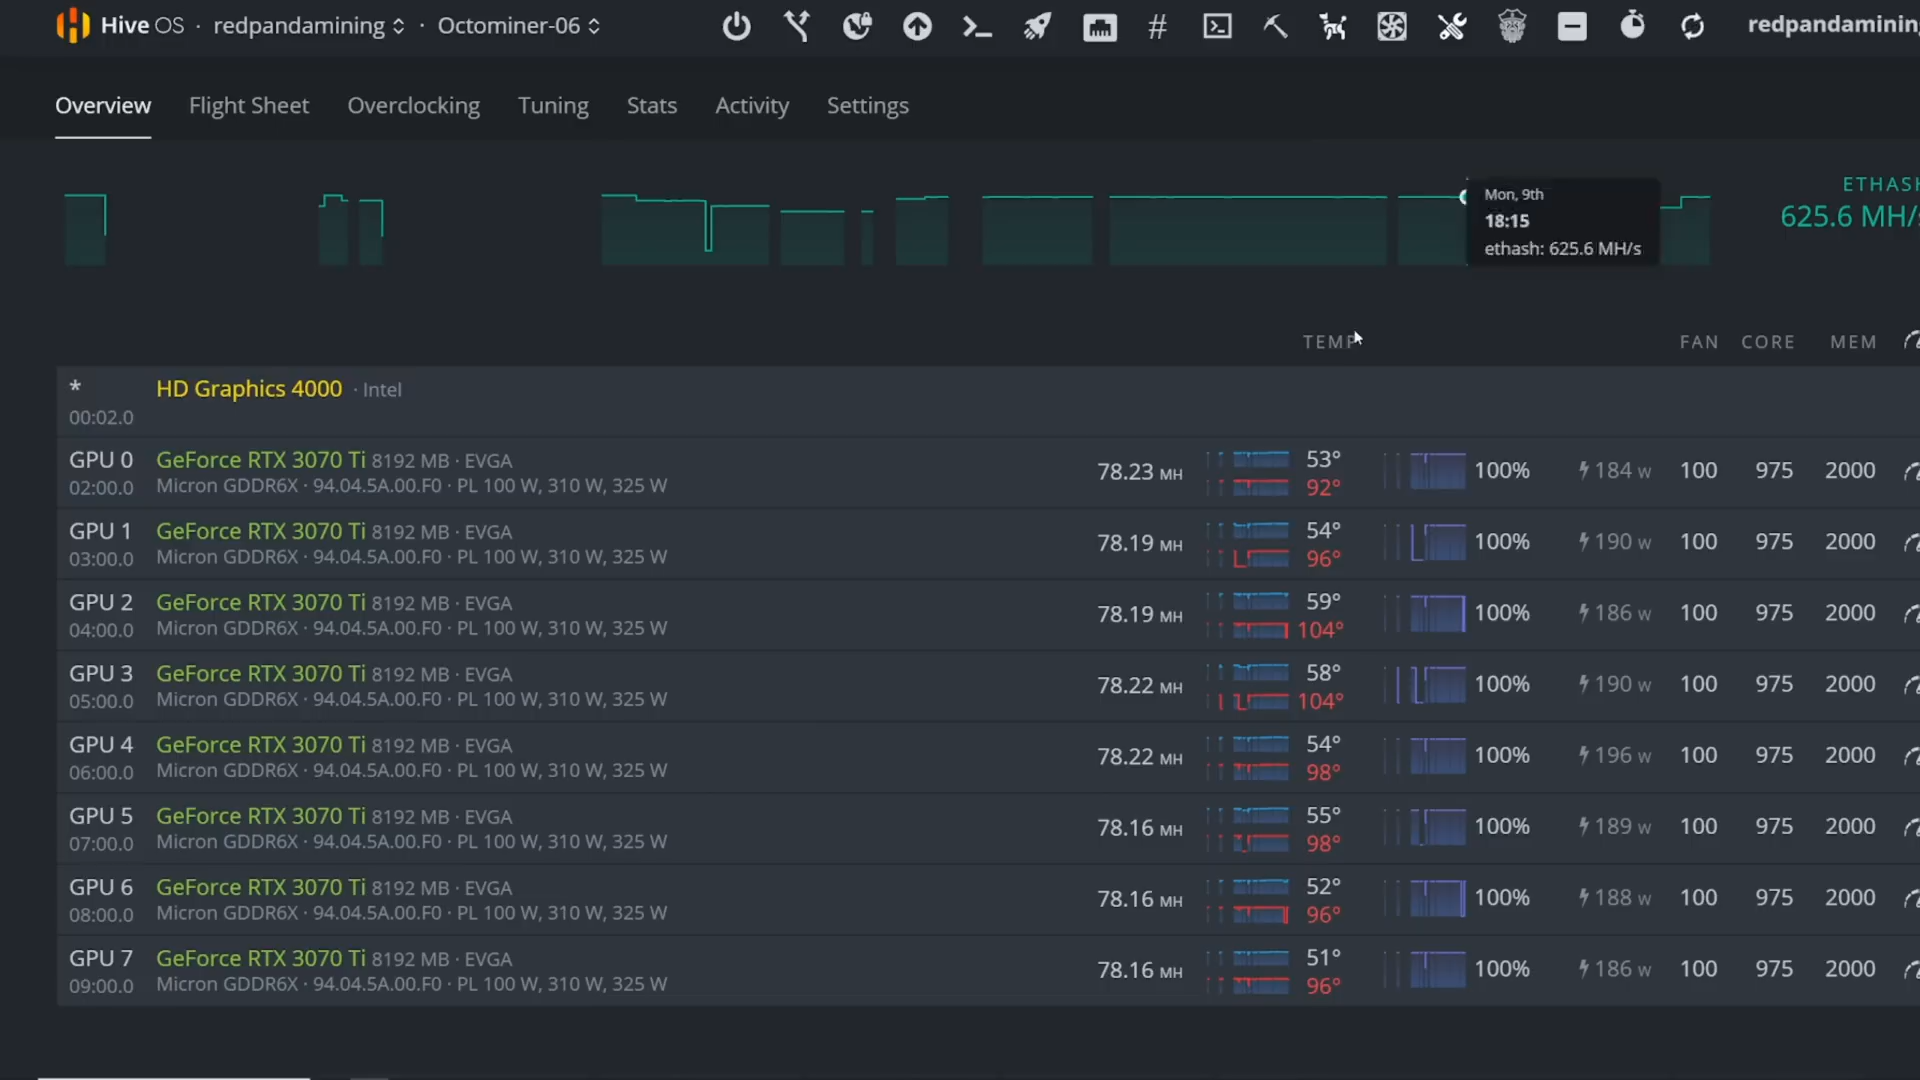 Hive OS · redpandamining · Octominer-06 # redpandamining
Overview Flight Sheet Overclocking Tuning Stats Activity Settings
ETHASH
625.6 MH/s
Mon, 9th
18:15
ethash: 625.6 MH/s
TEMP FAN CORE MEM
* HD Graphics 4000 · Intel
00:02.0
GPU 0 GeForce RTX 3070 Ti 8192 MB · EVGA 78.23 MH 53° 100% 184 W 100 975 2000
02:00.0 Micron GDDR6X · 94.04.5A.00.F0 · PL 100 W, 310 W, 325 W 92°
GPU 1 GeForce RTX 3070 Ti 8192 MB · EVGA 78.19 MH 54° 100% 190 W 100 975 2000
03:00.0 Micron GDDR6X · 94.04.5A.00.F0 · PL 100 W, 310 W, 325 W 96°
GPU 2 GeForce RTX 3070 Ti 8192 MB · EVGA 78.19 MH 59° 100% 186 W 100 975 2000
04:00.0 Micron GDDR6X · 94.04.5A.00.F0 · PL 100 W, 310 W, 325 W 104°
GPU 3 GeForce RTX 3070 Ti 8192 MB · EVGA 78.22 MH 58° 100% 190 W 100 975 2000
05:00.0 Micron GDDR6X · 94.04.5A.00.F0 · PL 100 W, 310 W, 325 W 104°
GPU 4 GeForce RTX 3070 Ti 8192 MB · EVGA 78.22 MH 54° 100% 196 W 100 975 2000
06:00.0 Micron GDDR6X · 94.04.5A.00.F0 · PL 100 W, 310 W, 325 W 98°
GPU 5 GeForce RTX 3070 Ti 8192 MB · EVGA 78.16 MH 55° 100% 189 W 100 975 2000
07:00.0 Micron GDDR6X · 94.04.5A.00.F0 · PL 100 W, 310 W, 325 W 98°
GPU 6 GeForce RTX 3070 Ti 8192 MB · EVGA 78.16 MH 52° 100% 188 W 100 975 2000
08:00.0 Micron GDDR6X · 94.04.5A.00.F0 · PL 100 W, 310 W, 325 W 96°
GPU 7 GeForce RTX 3070 Ti 8192 MB · EVGA 78.16 MH 51° 100% 186 W 100 975 2000
09:00.0 Micron GDDR6X · 94.04.5A.00.F0 · PL 100 W, 310 W, 325 W 96°